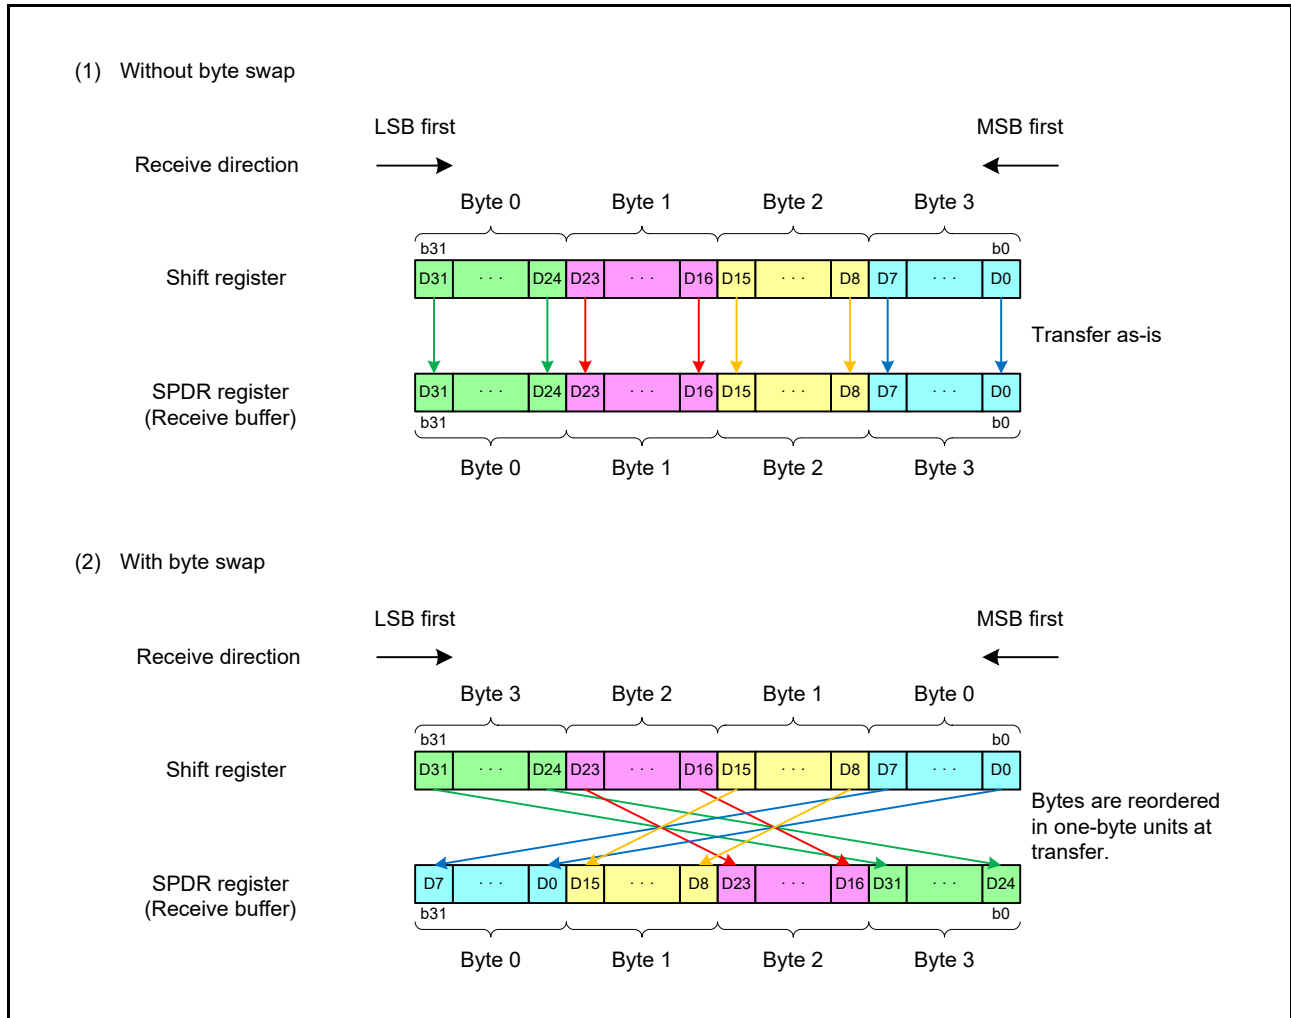 (1) Without byte swap
LSB first MSB first
Receive direction
Byte 0 Byte 1 Byte 2 Byte 3
b31 b0
Shift register D31 · · · D24 D23 · · · D16 D15 · · · D8 D7 · · · D0
Transfer as-is
SPDR register
(Receive buffer)
D31 · · · D24 D23 · · · D16 D15 · · · D8 D7 · · · D0
b31 b0
Byte 0 Byte 1 Byte 2 Byte 3
(2) With byte swap
LSB first MSB first
Receive direction
Byte 3 Byte 2 Byte 1 Byte 0
b31 b0
Shift register D31 · · · D24 D23 · · · D16 D15 · · · D8 D7 · · · D0
Bytes are reordered
in one-byte units at
transfer.
SPDR register
(Receive buffer)
D7 · · · D0 D15 · · · D8 D23 · · · D16 D31 · · · D24
b31 b0
Byte 0 Byte 1 Byte 2 Byte 3